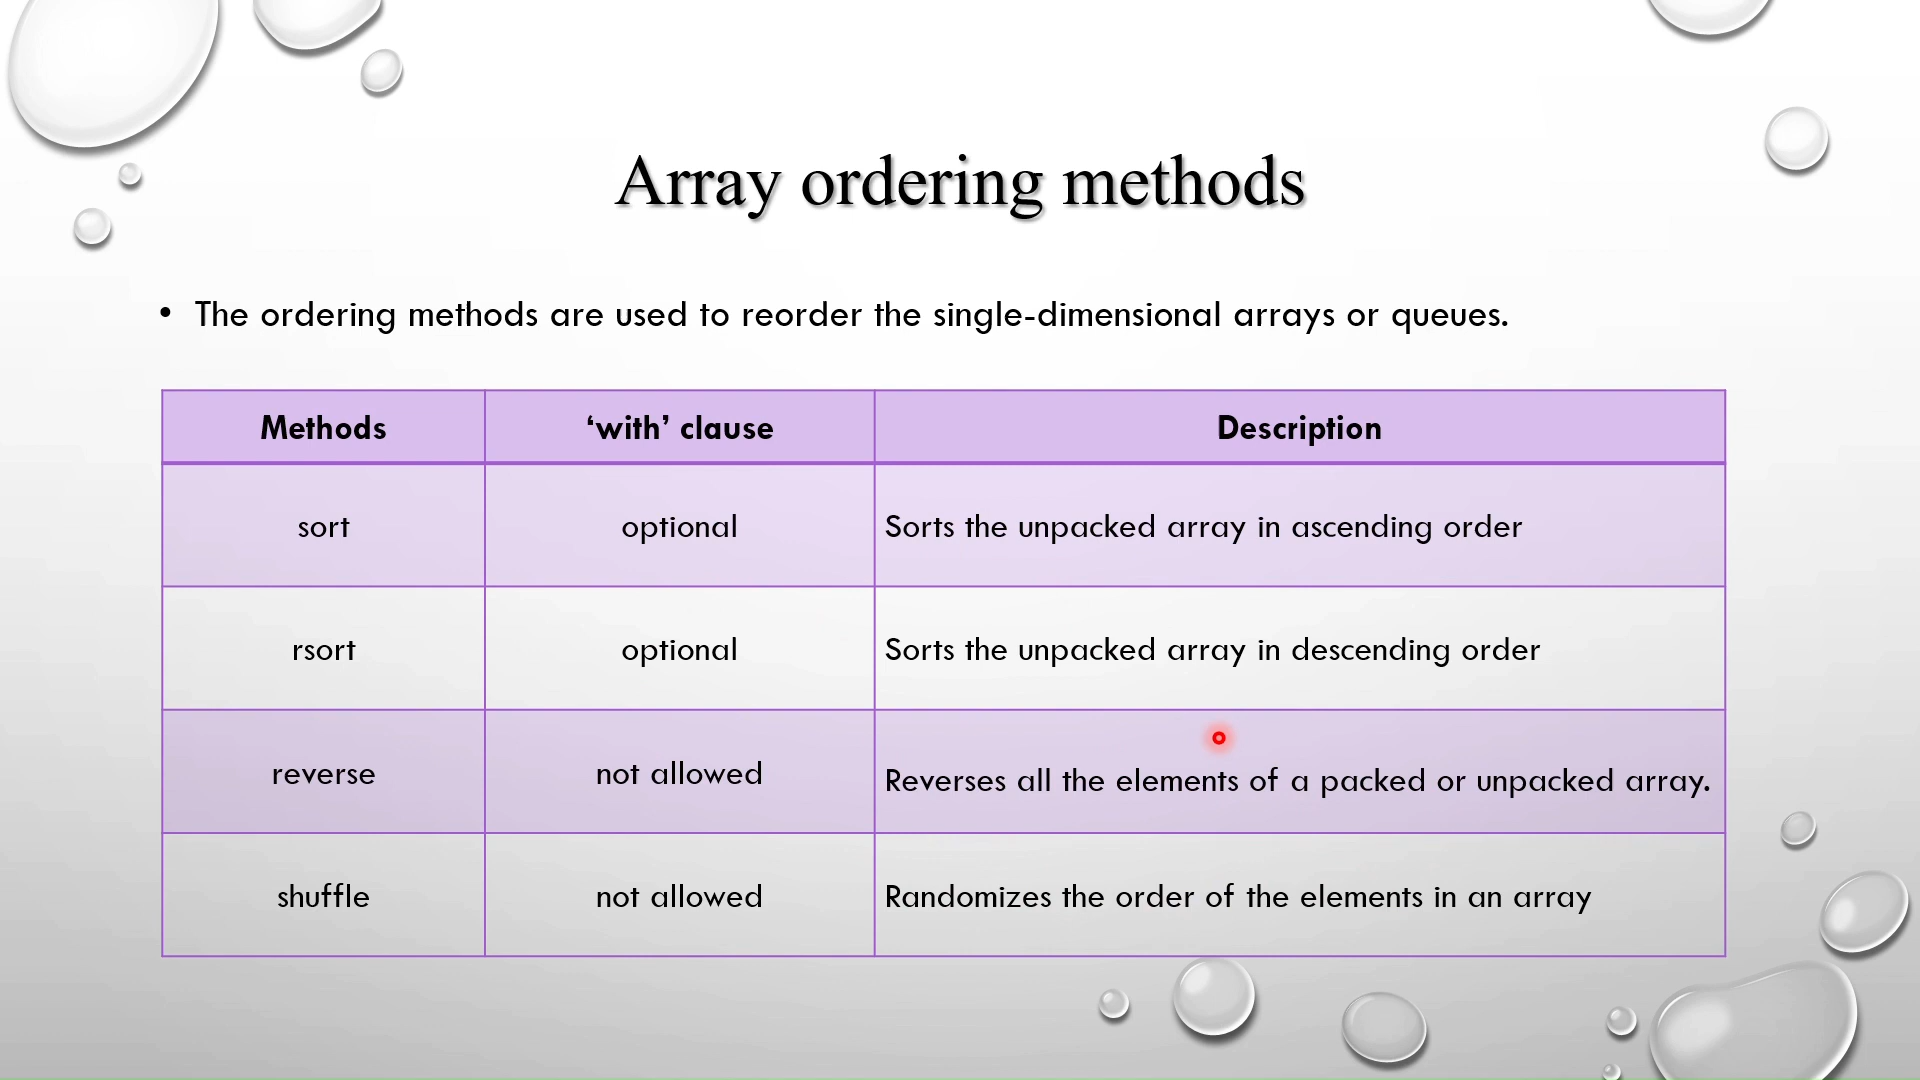 Array ordering methods
• The ordering methods are used to reorder the single-dimensional arrays or queues.
Methods ‘with’ clause Description
sort optional Sorts the unpacked array in ascending order
rsort optional Sorts the unpacked array in descending order
reverse not allowed Reverses all the elements of a packed or unpacked array.
shuffle not allowed Randomizes the order of the elements in an array